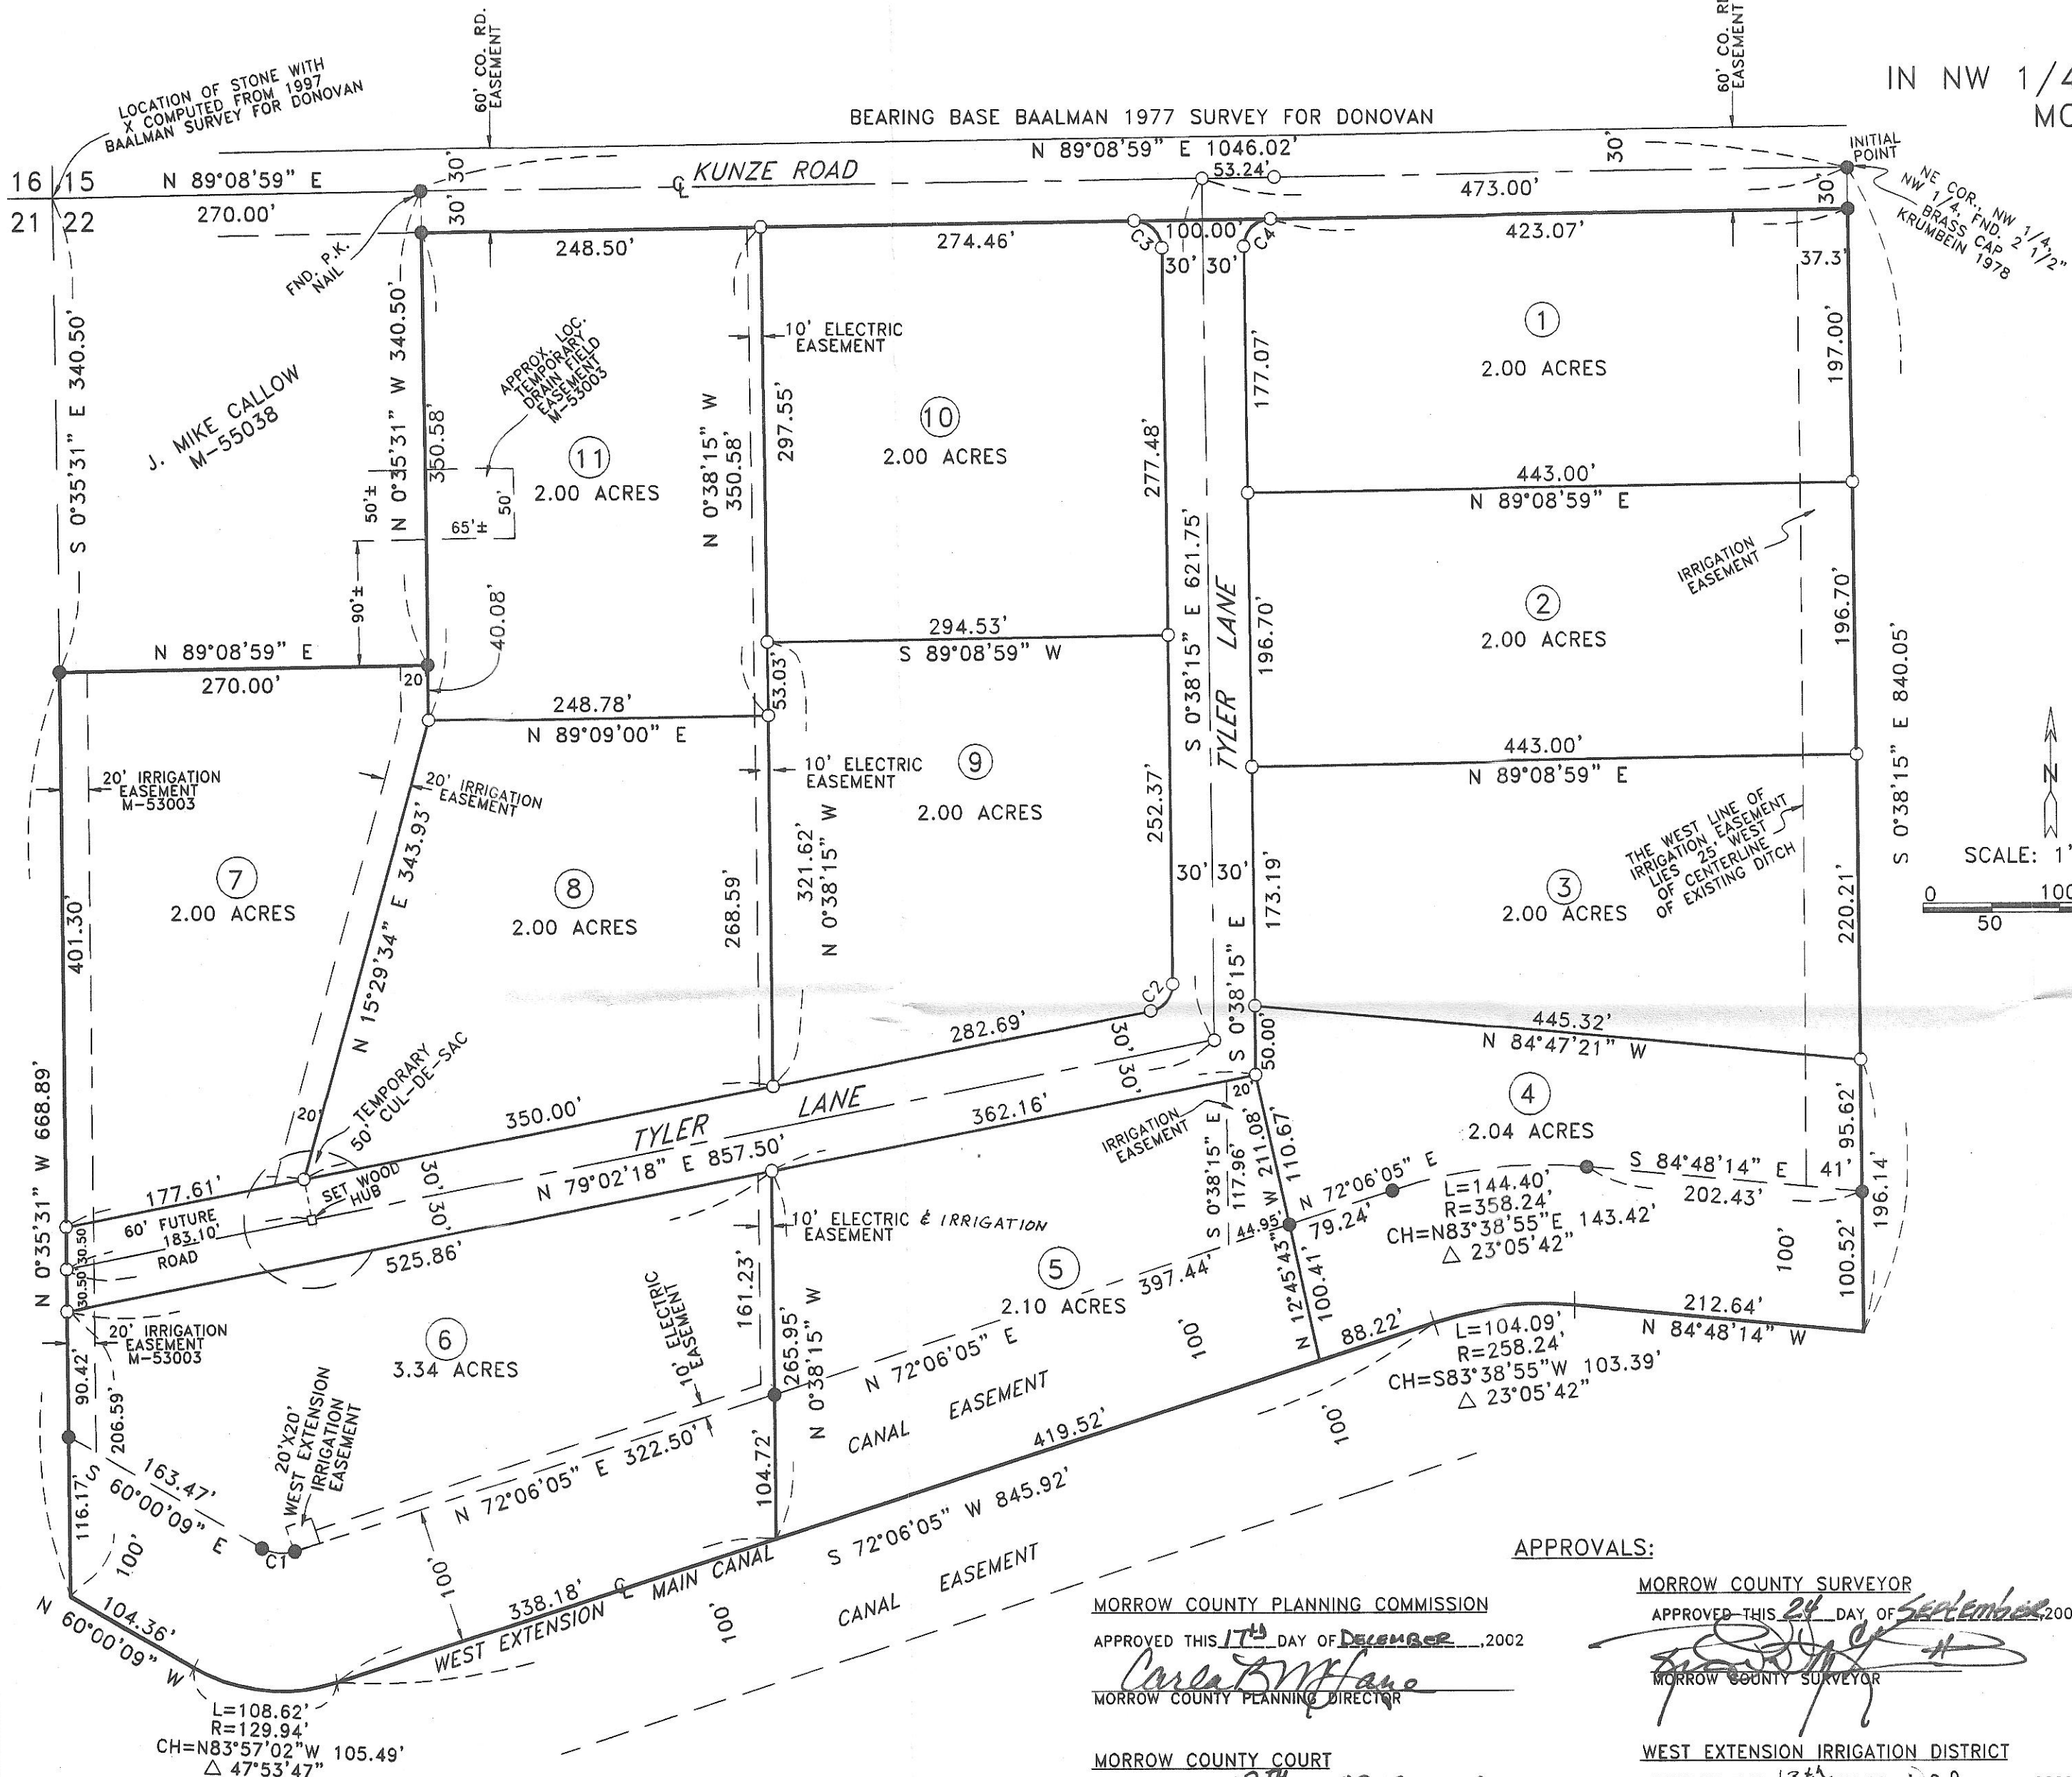 LOCATION OF STONE WITH
X COMPUTED FROM 1997
BAALMAN SURVEY FOR DONOVAN
60' CO. RD.
EASEMENT
60' CO. RD
EASEMENT
IN NW 1/4
MO
BEARING BASE BAALMAN 1977 SURVEY FOR DONOVAN
N 89°08'59" E 1046.02'
30'
INITIAL
POINT
NE COR., NW 1/4,
NW 1/4, FND. 2 1/2"
BRASS CAP
KRUMBEIN 1978
16 15
21 22
N 89°08'59" E
270.00'
30'
30'
℄ KUNZE ROAD
53.24'
473.00'
30'
FND. P.K.
NAIL
248.50'
274.46'
C3
100.00'
C4
30' 30'
423.07'
37.3'
S 0°35'31" E 340.50'
J. MIKE CALLOW
M-55038
N 0°35'31" W 340.50'
350.58'
APPROX. LOC.
TEMPORARY
DRAIN FIELD
EASEMENT
M-53003
11
2.00 ACRES
50'±
50'
65'±
90'±
40.08'
N 0°38'15" W
350.58'
297.55'
10' ELECTRIC
EASEMENT
10
2.00 ACRES
277.48'
S 0°38'15" E 621.75'
TYLER LANE
177.07'
1
2.00 ACRES
197.00'
443.00'
N 89°08'59" E
IRRIGATION
EASEMENT
196.70'
2
2.00 ACRES
196.70'
S 0°38'15" E 840.05'
443.00'
N 89°08'59" E
294.53'
S 89°08'59" W
53.03'
N 89°08'59" E
270.00'
20
248.78'
N 89°09'00" E
20' IRRIGATION
EASEMENT
M-53003
20' IRRIGATION
EASEMENT
10' ELECTRIC
EASEMENT
9
2.00 ACRES
252.37'
30' 30'
173.19'
S 0°38'15" E
THE WEST LINE OF
IRRIGATION EASEMENT
LIES 25' WEST
OF CENTERLINE
OF EXISTING DITCH
3
2.00 ACRES
220.21'
N
SCALE: 1"
0
50
100
7
2.00 ACRES
401.30'
N 15°29'34" E 343.93'
8
2.00 ACRES
268.59'
321.62'
N 0°38'15" W
C2
282.69'
30'
30'
50.00'
445.32'
N 84°47'21" W
N 0°35'31" W 668.89'
20'
TEMPORARY
50' CUL-DE-SAC
350.00'
TYLER LANE
362.16'
20'
IRRIGATION
EASEMENT
S 0°38'15" E
117.96'
211.08'
110.67'
4
2.04 ACRES
95.62'
177.61'
SET WOOD
HUB
30'
30'
N 79°02'18" E 857.50'
N 72°06'05" E
79.24'
L=144.40'
R=358.24'
CH=N83°38'55"E 143.42'
△ 23°05'42"
S 84°48'14" E
202.43'
41'
196.14'
60' FUTURE
183.10'
ROAD
30.50'
30.50'
525.86'
10' ELECTRIC & IRRIGATION
EASEMENT
44.95'
397.44'
5
2.10 ACRES
N 12°45'43" W
100.41'
100'
100.52'
20' IRRIGATION
EASEMENT
M-53003
6
3.34 ACRES
10' ELECTRIC
EASEMENT
161.23'
265.95'
N 0°38'15" W
N 72°06'05" E
100'
88.22'
L=104.09'
R=258.24'
CH=S83°38'55"W 103.39'
△ 23°05'42"
212.64'
N 84°48'14" W
90.42'
206.59'
20'X20'
WEST EXTENSION
IRRIGATION
EASEMENT
N 72°06'05" E 322.50'
104.72'
CANAL EASEMENT
419.52'
100'
163.47'
S 60°00'09" E
116.17'
100'
C1
100'
338.18'
WEST EXTENSION ℄ MAIN CANAL
S 72°06'05" W 845.92'
CANAL EASEMENT
100'
104.36'
N 60°00'09" W
L=108.62'
R=129.94'
CH=N83°57'02"W 105.49'
△ 47°53'47"
APPROVALS:
MORROW COUNTY PLANNING COMMISSION
APPROVED THIS 17th DAY OF DECEMBER ,2002
Carla B McLane
MORROW COUNTY PLANNING DIRECTOR
MORROW COUNTY SURVEYOR
APPROVED THIS 24 DAY OF September,200
MORROW COUNTY SURVEYOR
MORROW COUNTY COURT
WEST EXTENSION IRRIGATION DISTRICT
13th